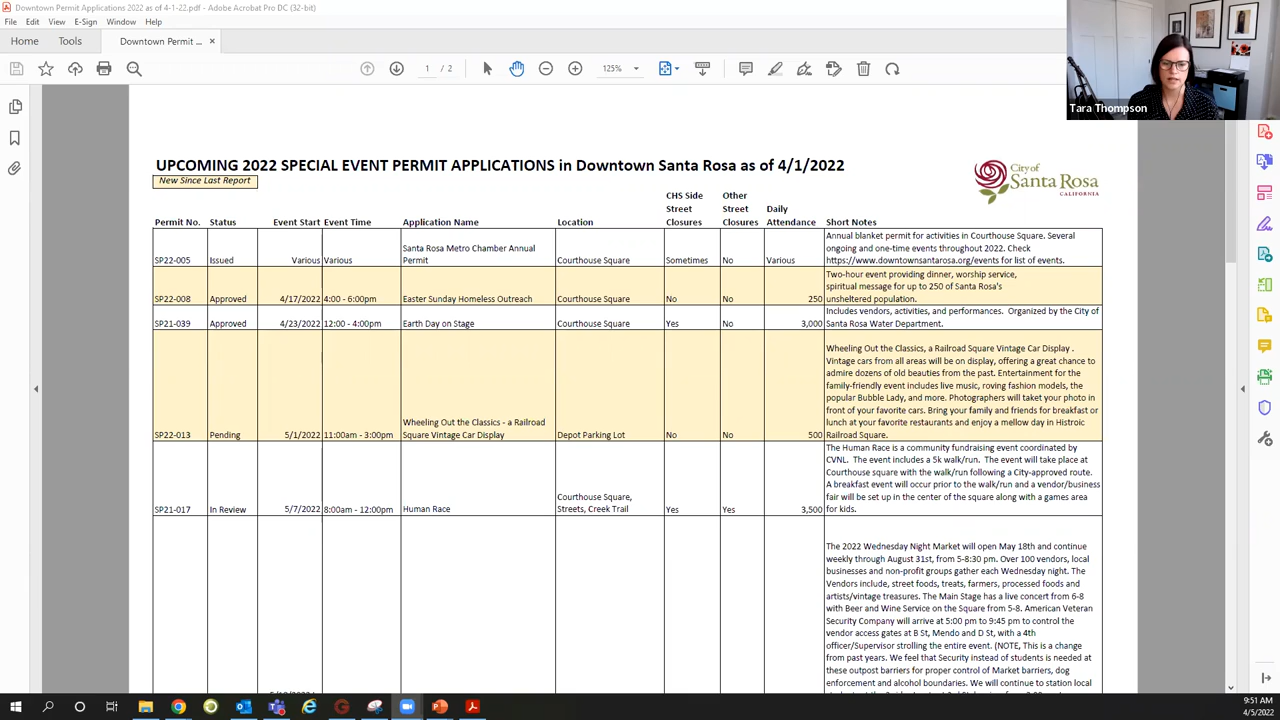 Downtown Permit Applications 2022 as of 4-1-22.pdf - Adobe Acrobat Pro DC (32-bit)
File Edit View E-Sign Window Help
Home Tools Downtown Permit ... ×
1 / 2 125%
Tara Thompson
UPCOMING 2022 SPECIAL EVENT PERMIT APPLICATIONS in Downtown Santa Rosa as of 4/1/2022
New Since Last Report
City of
Santa Rosa
CALIFORNIA
CHS Side Other
Street Street Daily
Permit No. Status Event Start Event Time Application Name Location Closures Closures Attendance Short Notes
Annual blanket permit for activities in Courthouse Square. Several
Santa Rosa Metro Chamber Annual ongoing and one-time events throughout 2022. Check
SP22-005 Issued Various Various Permit Courthouse Square Sometimes No Various https://www.downtownsantarosa.org/events for list of events.
Two-hour event providing dinner, worship service,
spiritual message for up to 250 of Santa Rosa's
SP22-008 Approved 4/17/2022 4:00 - 6:00pm Easter Sunday Homeless Outreach Courthouse Square No No 250 unsheltered population.
Includes vendors, activities, and performances. Organized by the City of
SP21-039 Approved 4/23/2022 12:00 - 4:00pm Earth Day on Stage Courthouse Square Yes No 3,000 Santa Rosa Water Department.
Wheeling Out the Classics, a Railroad Square Vintage Car Display .
Vintage cars from all areas will be on display, offering a great chance to
admire dozens of old beauties from the past. Entertainment for the
family-friendly event includes live music, roving fashion models, the
popular Bubble Lady, and more. Photographers will taket your photo in
front of your favorite cars. Bring your family and friends for breakfast or
Wheeling Out the Classics - a Railroad lunch at your favorite restaurants and enjoy a mellow day in Histroic
SP22-013 Pending 5/1/2022 11:00am - 3:00pm Square Vintage Car Display Depot Parking Lot No No 500 Railroad Square.
The Human Race is a community fundraising event coordinated by
CVNL. The event includes a 5k walk/run. The event will take place at
Courthouse square with the walk/run following a City-approved route.
A breakfast event will occur prior to the walk/run and a vendor/business
Courthouse Square, fair will be set up in the center of the square along with a games area
SP21-017 In Review 5/7/2022 8:00am - 12:00pm Human Race Streets, Creek Trail Yes Yes 3,500 for kids.
The 2022 Wednesday Night Market will open May 18th and continue
weekly through August 31st, from 5-8:30 pm. Over 100 vendors, local
businesses and non-profit groups gather each Wednesday night. The
Vendors include, street foods, treats, farmers, processed foods and
artists/vintage treasures. The Main Stage has a live concert from 6-8
with Beer and Wine Service on the Square from 5-8. American Veteran
Security Company will arrive at 5:00 pm to 9:45 pm to control the
vendor access gates at B St, Mendo and D St, with a 4th
officer/Supervisor strolling the entire event. (NOTE, This is a change
from past years. We feel that Security instead of students is needed at
these outpost barriers for proper control of Market barriers, dog
enforcement and alcohol boundaries. We will continue to station local
9:51 AM
4/5/2022